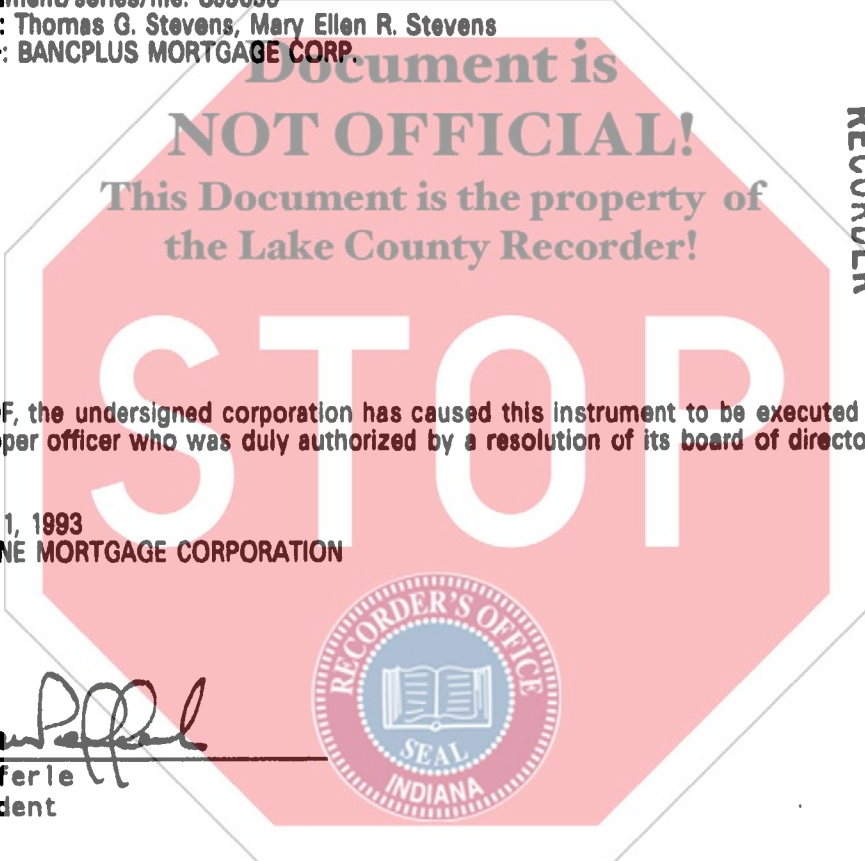 : Thomas G. Stevens, Mary Ellen R. Stevens
: BANCPLUS MORTGAGE CORP.
Document is
NOT OFFICIAL!
This Document is the property of
the Lake County Recorder!
RECORDER
STOP
F, the undersigned corporation has caused this instrument to be executed
per officer who was duly authorized by a resolution of its board of directo
1, 1993
NE MORTGAGE CORPORATION
RECORDER'S OFFICE
SEAL
INDIANA
ferle
dent